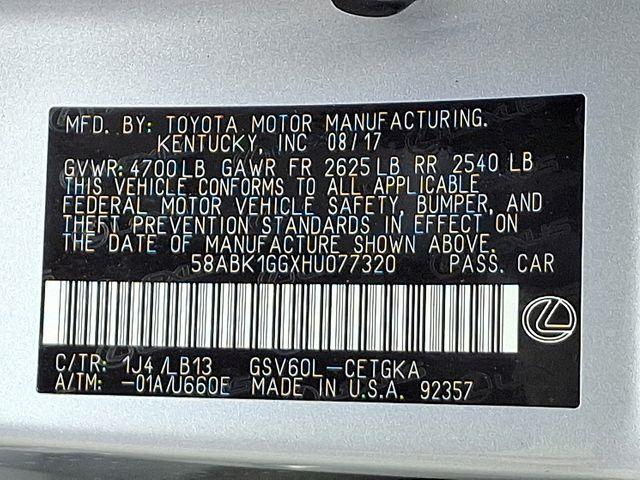 MFD. BY: TOYOTA MOTOR MANUFACTURING.
KENTUCKY, INC 08/17
GVWR: 4700 LB GAWR FR 2625 LB RR 2540 LB
THIS VEHICLE CONFORMS TO ALL APPLICABLE
FEDERAL MOTOR VEHICLE SAFETY, BUMPER, AND
THEFT PREVENTION STANDARDS IN EFFECT ON
THE DATE OF MANUFACTURE SHOWN ABOVE.
58ABK1GGXHU077320 PASS. CAR
C/TR: 1J4 /LB13 GSV60L-CETGKA
A/TM: -01A/U660E MADE IN U.S.A. 92357